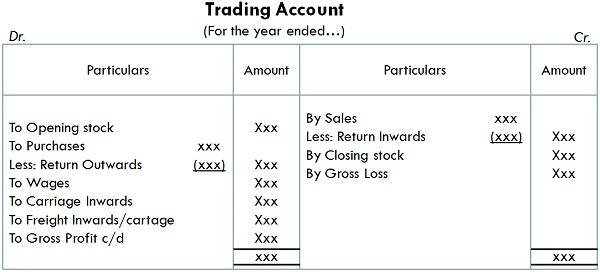 Trading Account
(For the year ended...)
Dr. Cr.
Particulars Amount Particulars Amount
To Opening stock Xxx
To Purchases xxx
Less: Return Outwards (xxx) Xxx
To Wages Xxx
To Carriage Inwards Xxx
To Freight Inwards/cartage Xxx
To Gross Profit c/d Xxx
xxx
By Sales xxx
Less: Return Inwards (xxx) Xxx
By Closing stock Xxx
By Gross Loss Xxx
xxx